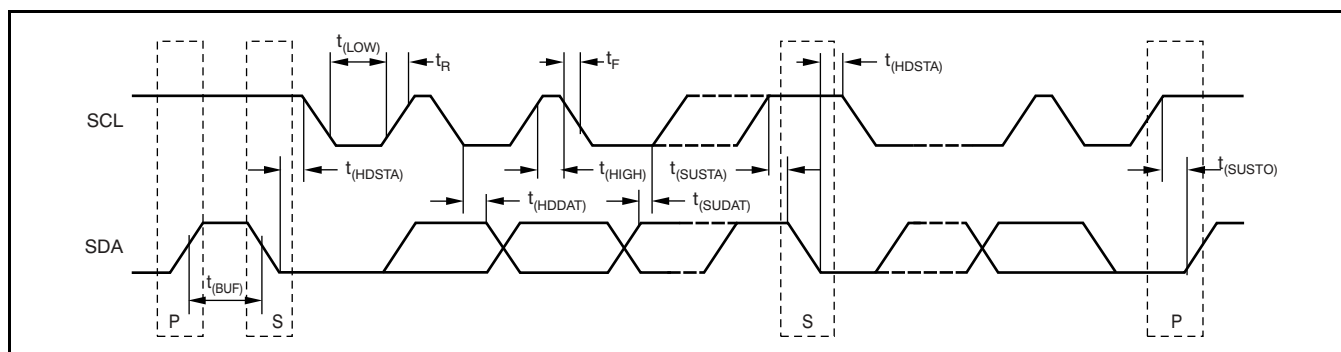 t(LOW)
tR
tF
t(HDSTA)
SCL
t(HDSTA)
t(HIGH)
t(SUSTA)
t(SUSTO)
t(HDDAT)
t(SUDAT)
SDA
t(BUF)
P
S
S
P